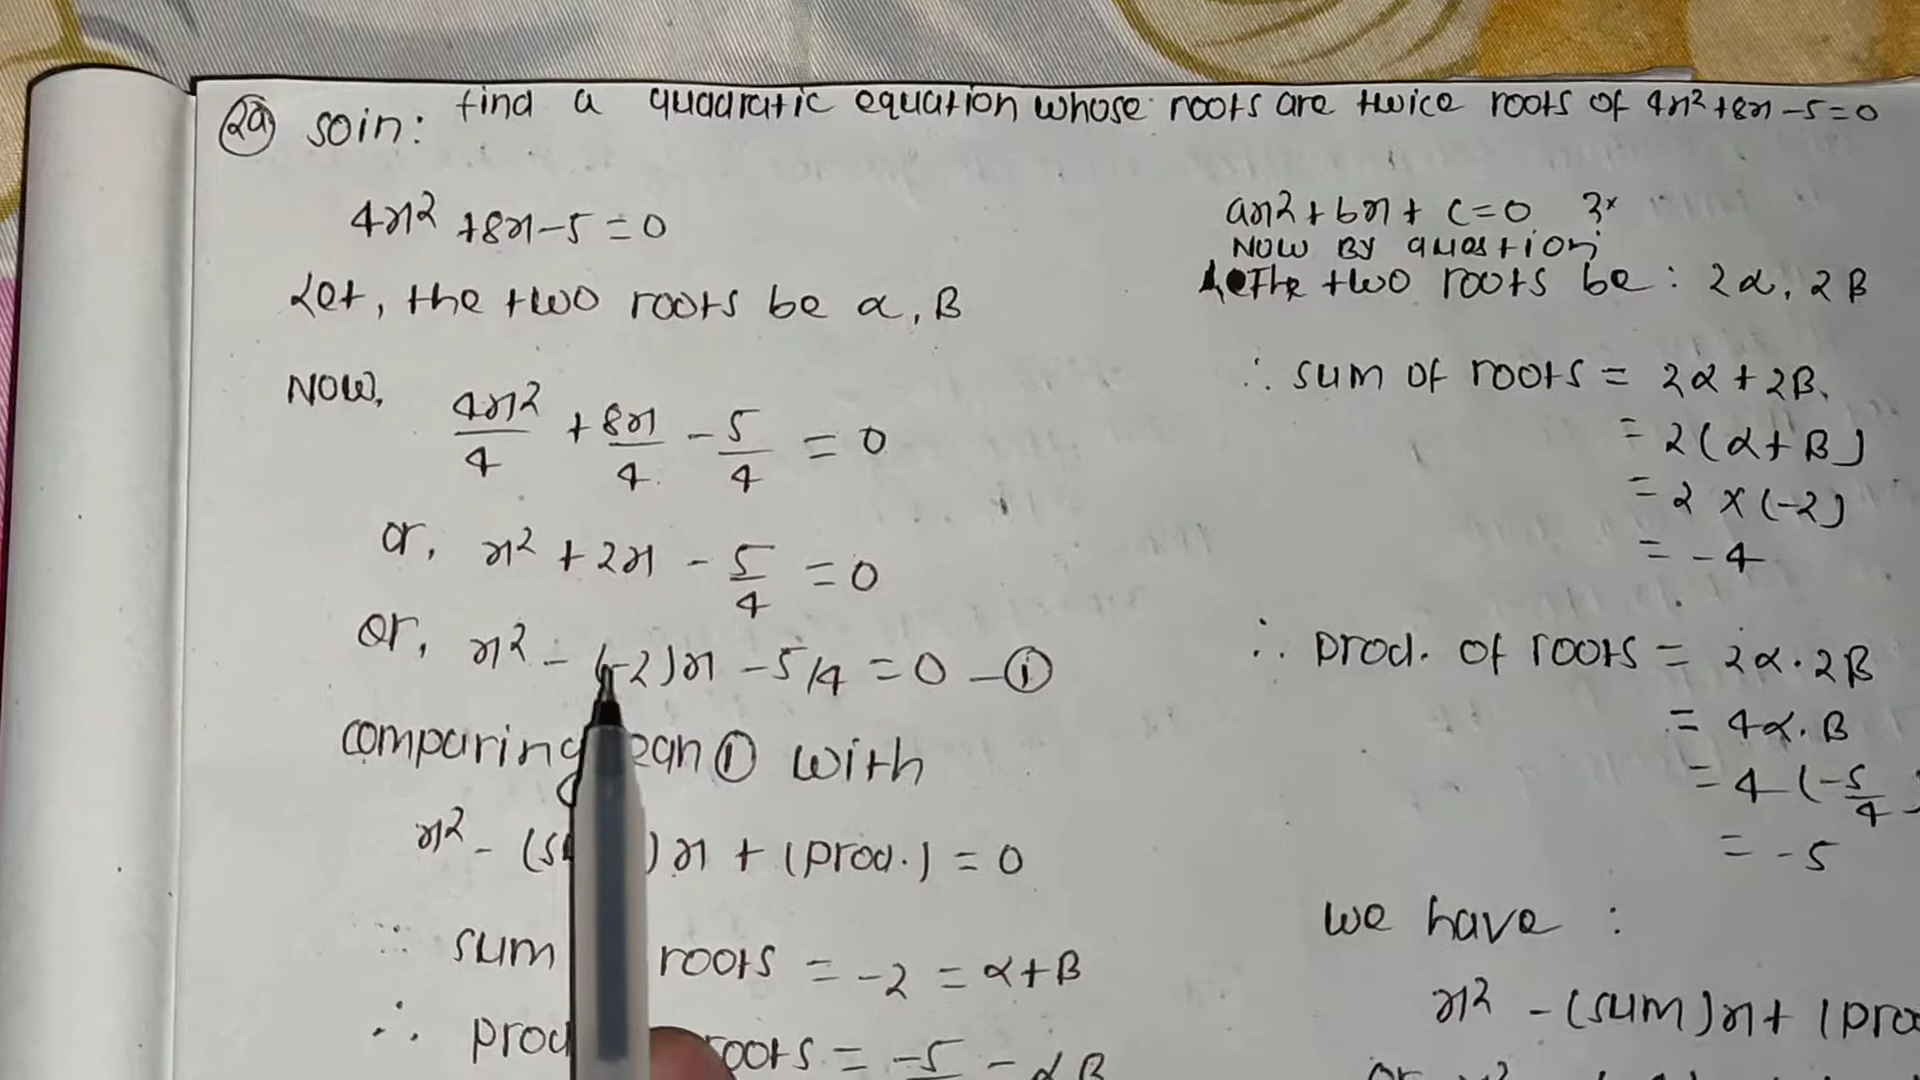 2a soln: find a quadratic equation whose roots are twice roots of 4x²+8x-5=0
4x² +8x-5=0
Let, the two roots be α, β
Now,
4x²/4 + 8x/4 - 5/4 = 0
or, x² + 2x - 5/4 = 0
or, x² - (-2)x - 5/4 = 0 - ①
comparing eqn ① with
x² - ( )x + (prod.) = 0
∵ sum roots = -2 = α+β
∴ roots = -5 = αβ
ax²+bx+c=0
NOW BY question
The two roots be: 2α, 2β
∴ sum of roots = 2α+2β
= 2(α+β)
= 2 x (-2)
= -4
∴ prod. of roots = 2α.2β
= 4α.β
= 4(-5/4
= -5
we have :
x² - (sum)x+
or